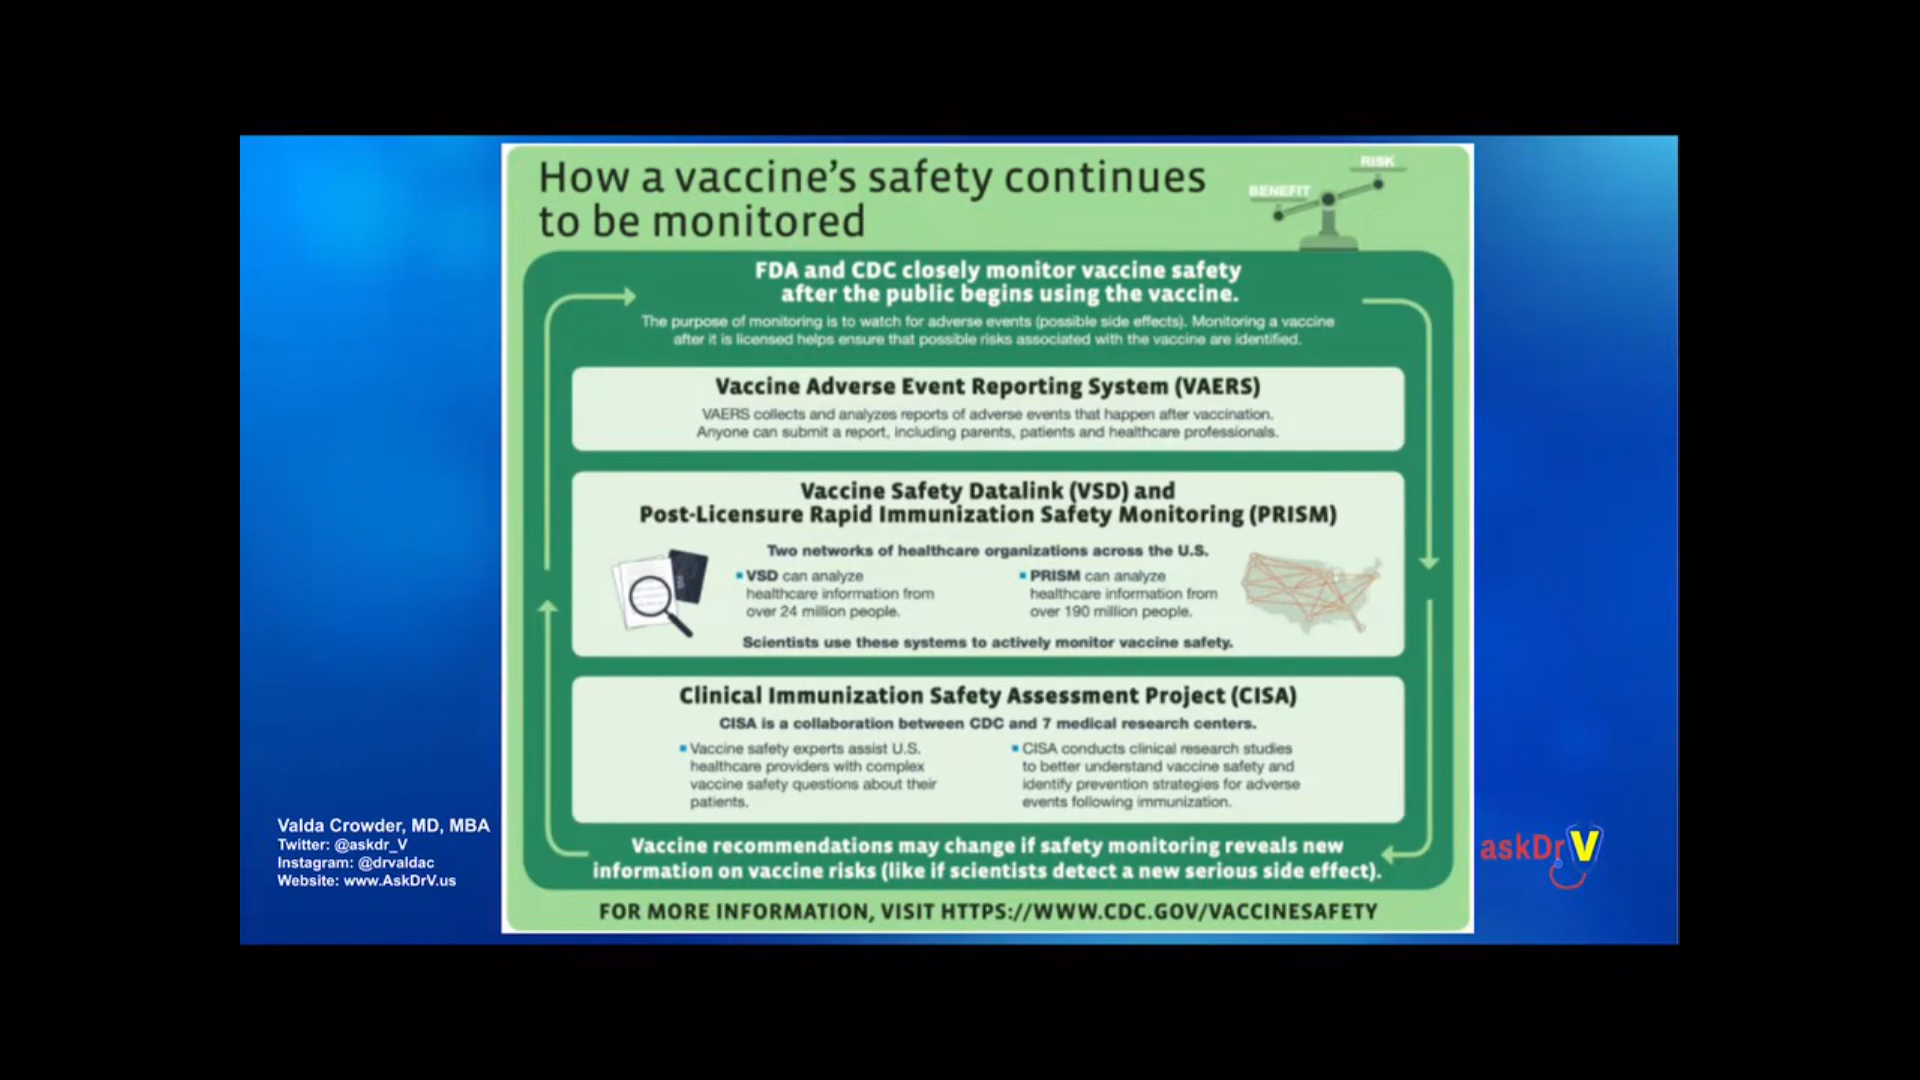 How a vaccine's safety continues
to be monitored
RISK
BENEFIT
FDA and CDC closely monitor vaccine safety
after the public begins using the vaccine.
The purpose of monitoring is to watch for adverse events (possible side effects). Monitoring a vaccine
after it is licensed helps ensure that possible risks associated with the vaccine are identified.
Vaccine Adverse Event Reporting System (VAERS)
VAERS collects and analyzes reports of adverse events that happen after vaccination.
Anyone can submit a report, including parents, patients and healthcare professionals.
Vaccine Safety Datalink (VSD) and
Post-Licensure Rapid Immunization Safety Monitoring (PRISM)
Two networks of healthcare organizations across the U.S.
▪ VSD can analyze
healthcare information from
over 24 million people.
▪ PRISM can analyze
healthcare information from
over 190 million people.
Scientists use these systems to actively monitor vaccine safety.
Clinical Immunization Safety Assessment Project (CISA)
CISA is a collaboration between CDC and 7 medical research centers.
▪ Vaccine safety experts assist U.S.
healthcare providers with complex
vaccine safety questions about their
patients.
▪ CISA conducts clinical research studies
to better understand vaccine safety and
identify prevention strategies for adverse
events following immunization.
Vaccine recommendations may change if safety monitoring reveals new
information on vaccine risks (like if scientists detect a new serious side effect).
FOR MORE INFORMATION, VISIT HTTPS://WWW.CDC.GOV/VACCINESAFETY
Valda Crowder, MD, MBA
Twitter: @askdr_V
Instagram: @drvaldac
Website: www.AskDrV.us
askDrV